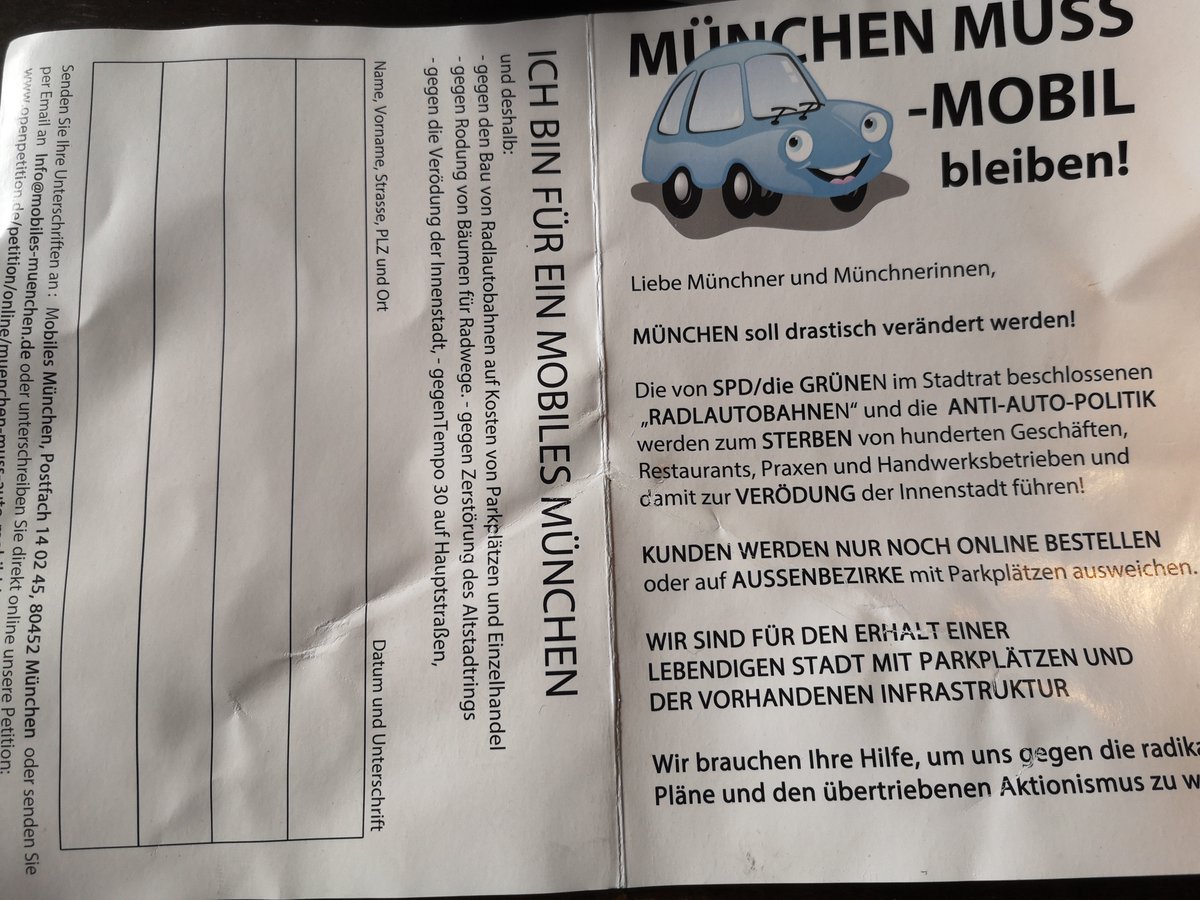 MÜNCHEN MUSS
-MOBIL
bleiben!
Liebe Münchner und Münchnerinnen,
MÜNCHEN soll drastisch verändert werden!
Die von SPD/die GRÜNEN im Stadtrat beschlossenen
„RADLAUTOBAHNEN“ und die ANTI-AUTO-POLITIK
werden zum STERBEN von hunderten Geschäften,
Restaurants, Praxen und Handwerksbetrieben und
damit zur VERÖDUNG der Innenstadt führen!
KUNDEN WERDEN NUR NOCH ONLINE BESTELLEN
oder auf AUSSENBEZIRKE mit Parkplätzen ausweichen.
WIR SIND FÜR DEN ERHALT EINER
LEBENDIGEN STADT MIT PARKPLÄTZEN UND
DER VORHANDENEN INFRASTRUKTUR
Wir brauchen Ihre Hilfe, um uns gegen die
Pläne und den übertriebenen Aktionismus zu
ICH BIN FÜR EIN MOBILES MÜNCHEN
und deshalb:
- gegen den Bau von Radlautobahnen auf Kosten von Parkplätzen und Einzelhandel
- gegen Rodung von Bäumen für Radwege. - gegen Zerstörung des Altstadtrings
- gegen die Verödung der Innenstadt, - gegenTempo 30 auf Hauptstraßen,
Name, Vorname, Strasse, PLZ und Ort Datum und Unterschrift
Senden Sie Ihre Unterschriften an : Mobiles München, Postfach 14 02 45, 80452 München oder senden Sie
per Email an Info@mobiles-muenchen.de oder unterschreiben Sie direkt online unsere Petition: